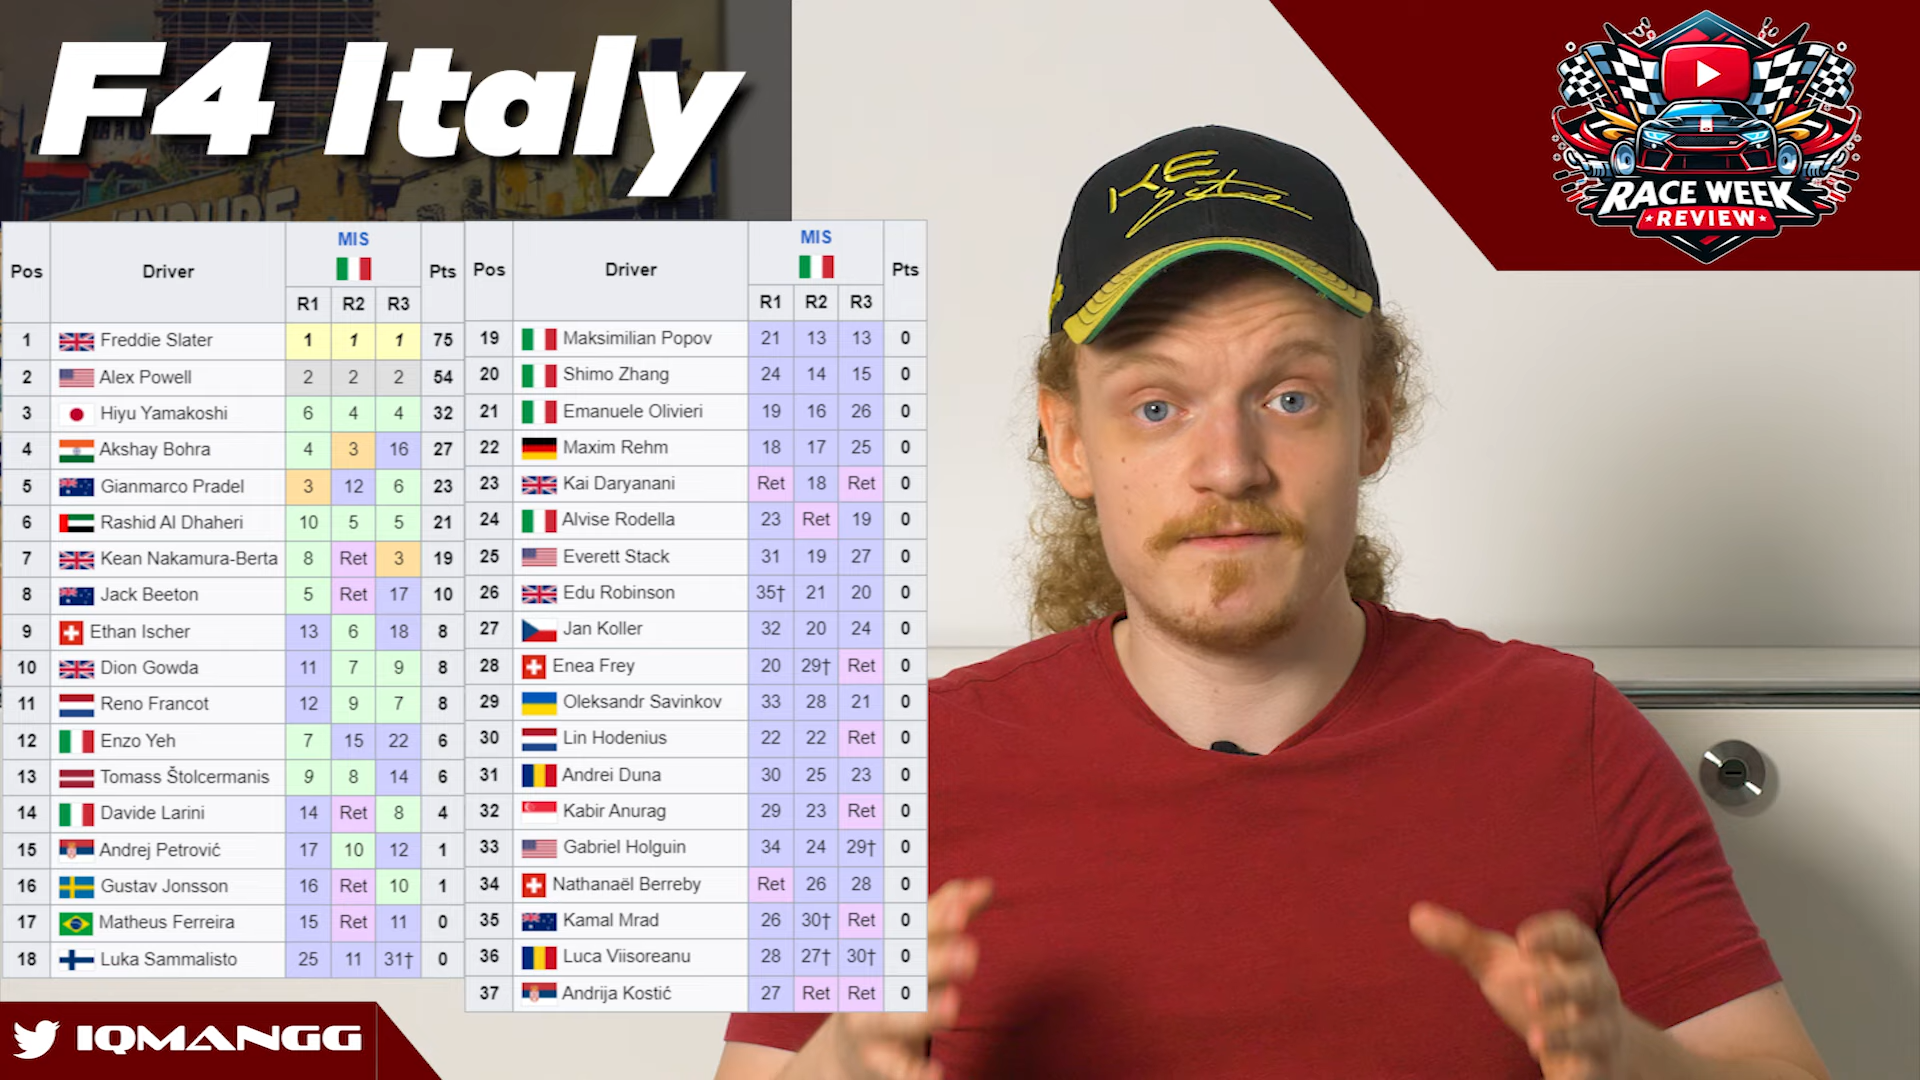 F4 Italy
RACE WEEK
REVIEW
KE
Pos Driver MIS Pts
R1 R2 R3
1 Freddie Slater 1 1 1 75
2 Alex Powell 2 2 2 54
3 Hiyu Yamakoshi 6 4 4 32
4 Akshay Bohra 4 3 16 27
5 Gianmarco Pradel 3 12 6 23
6 Rashid Al Dhaheri 10 5 5 21
7 Kean Nakamura-Berta 8 Ret 3 19
8 Jack Beeton 5 Ret 17 10
9 Ethan Ischer 13 6 18 8
10 Dion Gowda 11 7 9 8
11 Reno Francot 12 9 7 8
12 Enzo Yeh 7 15 22 6
13 Tomass Štolcermanis 9 8 14 6
14 Davide Larini 14 Ret 8 4
15 Andrej Petrović 17 10 12 1
16 Gustav Jonsson 16 Ret 10 1
17 Matheus Ferreira 15 Ret 11 0
18 Luka Sammalisto 25 11 31† 0
Pos Driver MIS Pts
R1 R2 R3
19 Maksimilian Popov 21 13 13 0
20 Shimo Zhang 24 14 15 0
21 Emanuele Olivieri 19 16 26 0
22 Maxim Rehm 18 17 25 0
23 Kai Daryanani Ret 18 Ret 0
24 Alvise Rodella 23 Ret 19 0
25 Everett Stack 31 19 27 0
26 Edu Robinson 35† 21 20 0
27 Jan Koller 32 20 24 0
28 Enea Frey 20 29† Ret 0
29 Oleksandr Savinkov 33 28 21 0
30 Lin Hodenius 22 22 Ret 0
31 Andrei Duna 30 25 23 0
32 Kabir Anurag 29 23 Ret 0
33 Gabriel Holguin 34 24 29† 0
34 Nathanaël Berreby Ret 26 28 0
35 Kamal Mrad 26 30† Ret 0
36 Luca Viisoreanu 28 27† 30† 0
37 Andrija Kostić 27 Ret Ret 0
IQMANGG